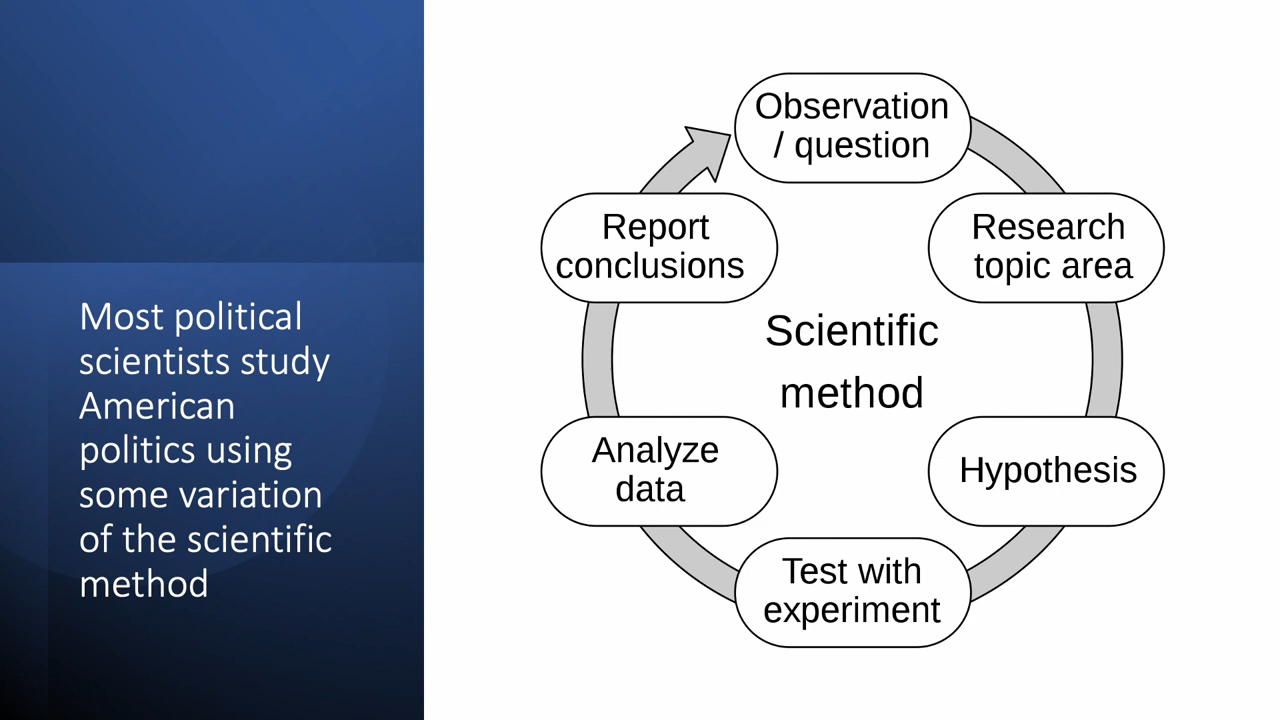 Most political
scientists study
American
politics using
some variation
of the scientific
method
Observation
/ question
Research
topic area
Hypothesis
Test with
experiment
Analyze
data
Report
conclusions
Scientific
method